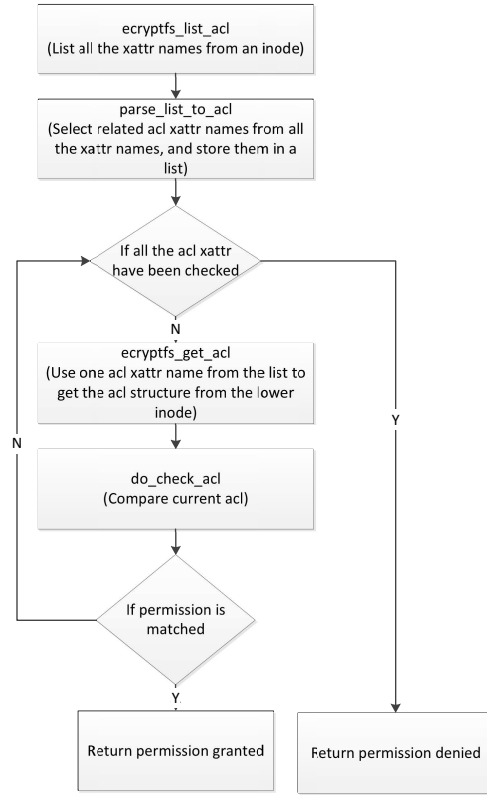 ecryptfs_list_acl
(List all the xattr names from an inode)
parse_list_to_acl
(Select related acl xattr names from all
the xattr names, and store them in a
list)
If all the acl xattr
have been checked
N
ecryptfs_get_acl
(Use one acl xattr name from the list to
get the acl structure from the lower
inode)
Y
N
do_check_acl
(Compare current acl)
If permission is
matched
Y
Return permission granted
Feturn permission denied